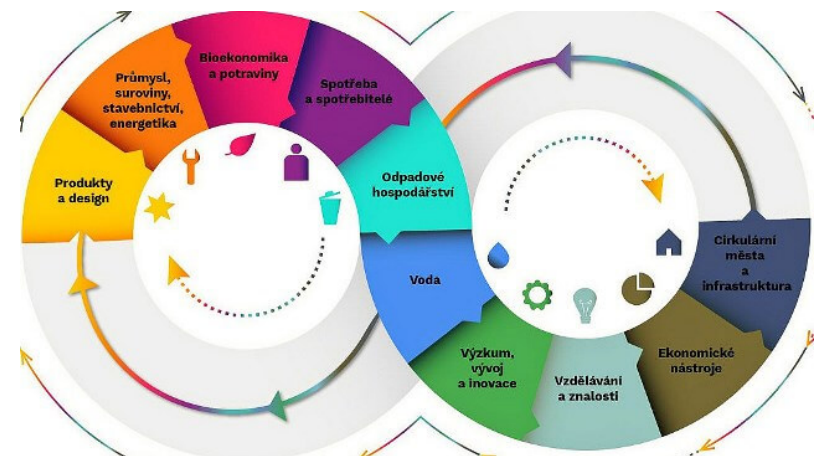 Bioekonomika
a potraviny
Průmysl,
suroviny,
stavebnictví,
energetika
Spotřeba
a spotřebitelé
Produkty
a design
Odpadové
hospodářství
Voda
Cirkulární
města
a
infrastruktura
Výzkum,
vývoj
a inovace
Vzdělávání
a znalosti
Ekonomické
nástroje